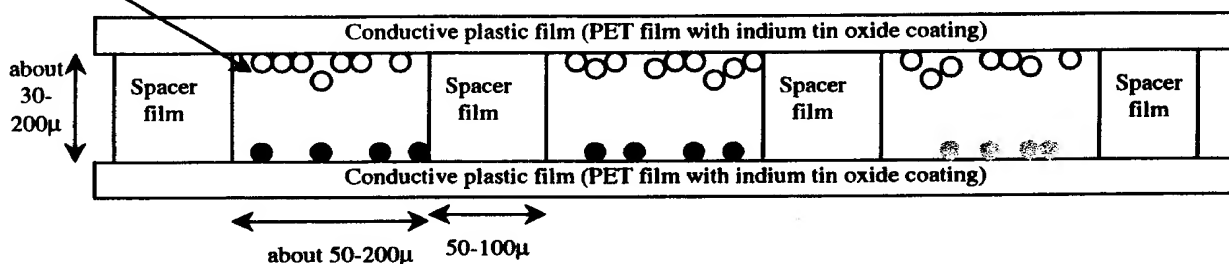 Conductive plastic film (PET film with indium tin oxide coating)
about
30-
200μ
Spacer
film
Spacer
film
Spacer
film
Spacer
film
Conductive plastic film (PET film with indium tin oxide coating)
about 50-200μ
50-100μ